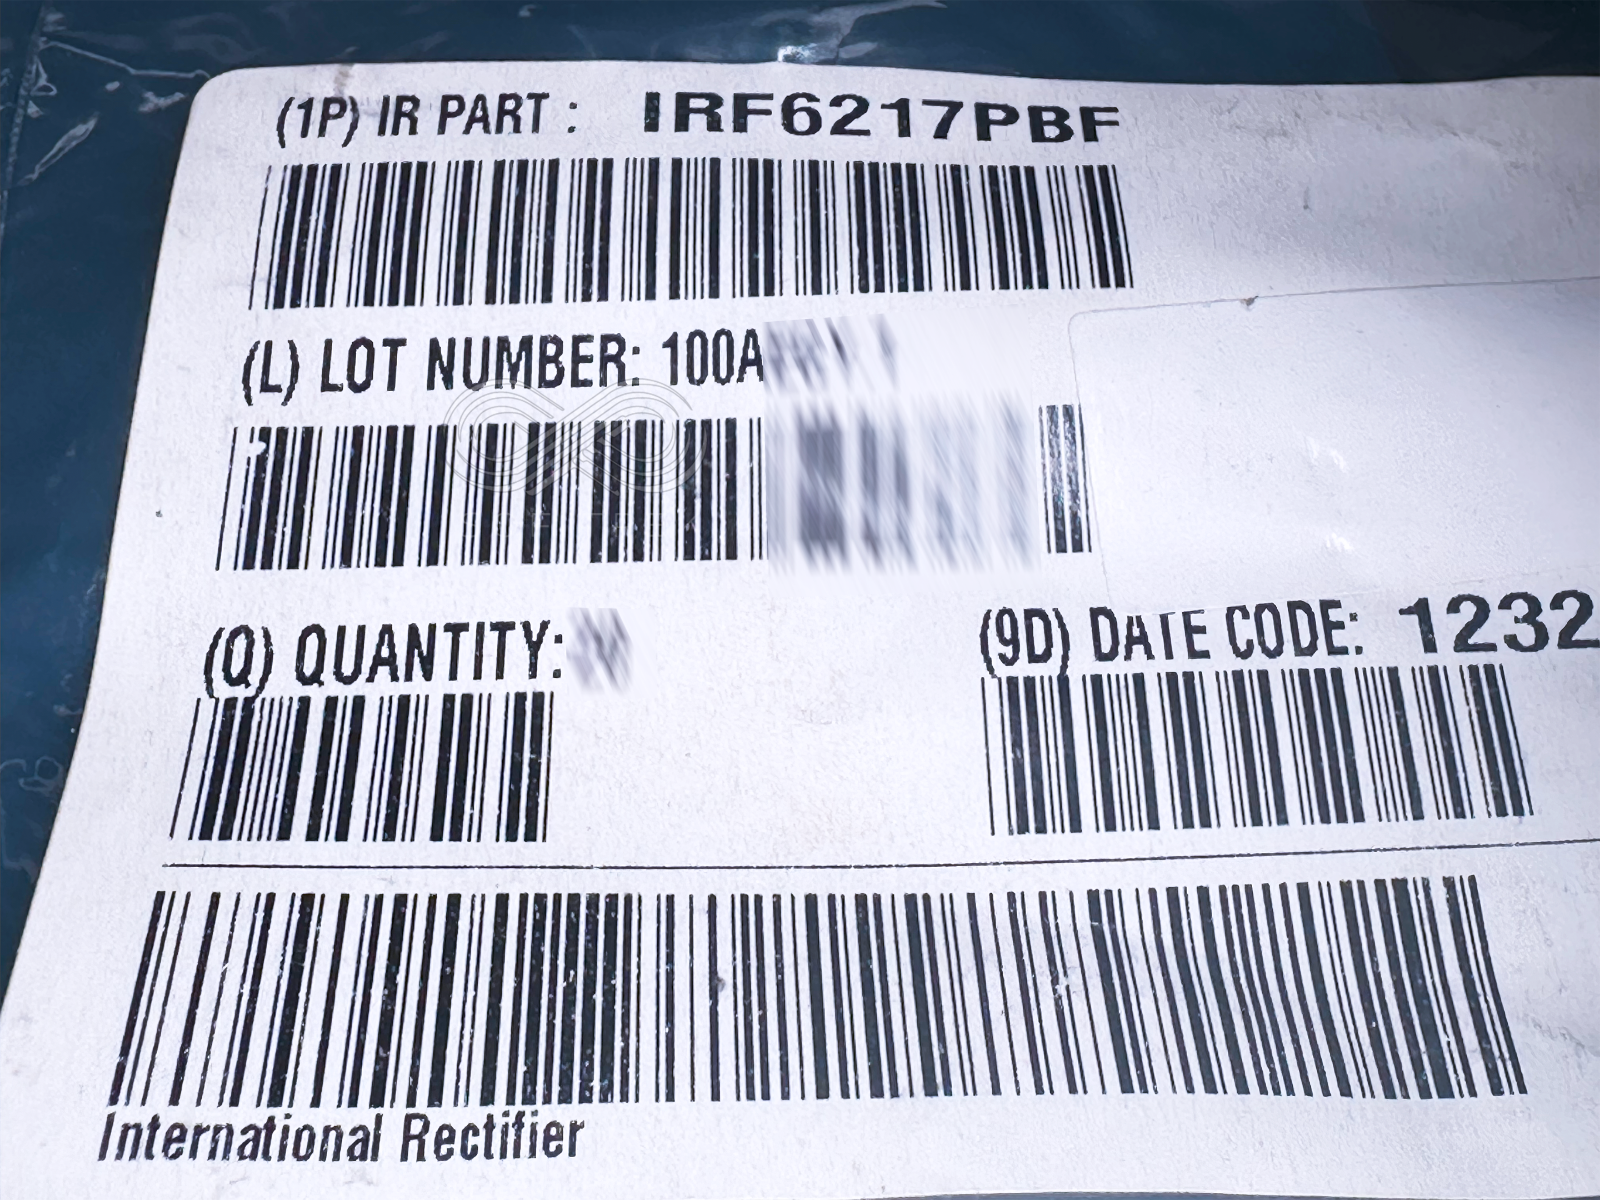 (1P) IR PART : IRF6217PBF
(L) LOT NUMBER: 100A
(Q) QUANTITY:
(9D) DATE CODE: 1232
International Rectifier